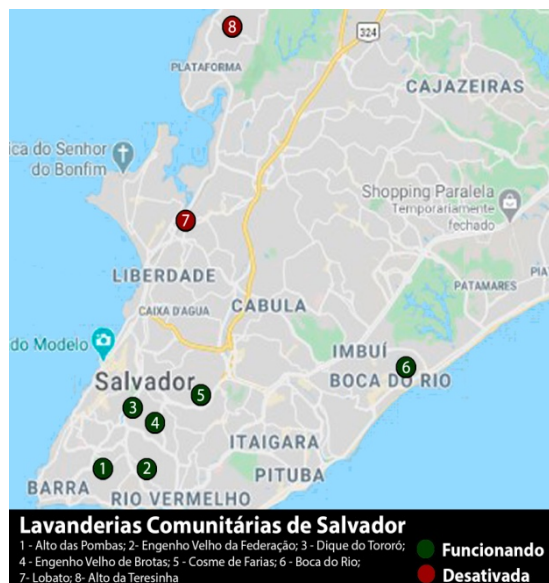 8
324
PLATAFORMA
CAJAZEIRAS
ca do Senhor
do Bonfim
Shopping Paralela
Temporariamente
fechado
7
LIBERDADE
PATAMARES
PIA
CAIXA D'AGUA
CABULA
do Modelo
IMBUÍ
6
BOCA DO RIO
Salvador
5
3
4
ITAIGARA
1
2
PITUBA
BARRA
RIO VERMELHO
Lavanderias Comunitárias de Salvador
1 - Alto das Pombas; 2- Engenho Velho da Federação; 3 - Dique do Tororó;
4 - Engenho Velho de Brotas; 5 - Cosme de Farias; 6 - Boca do Rio;
7- Lobato; 8- Alto da Teresinha
Funcionando
Desativada